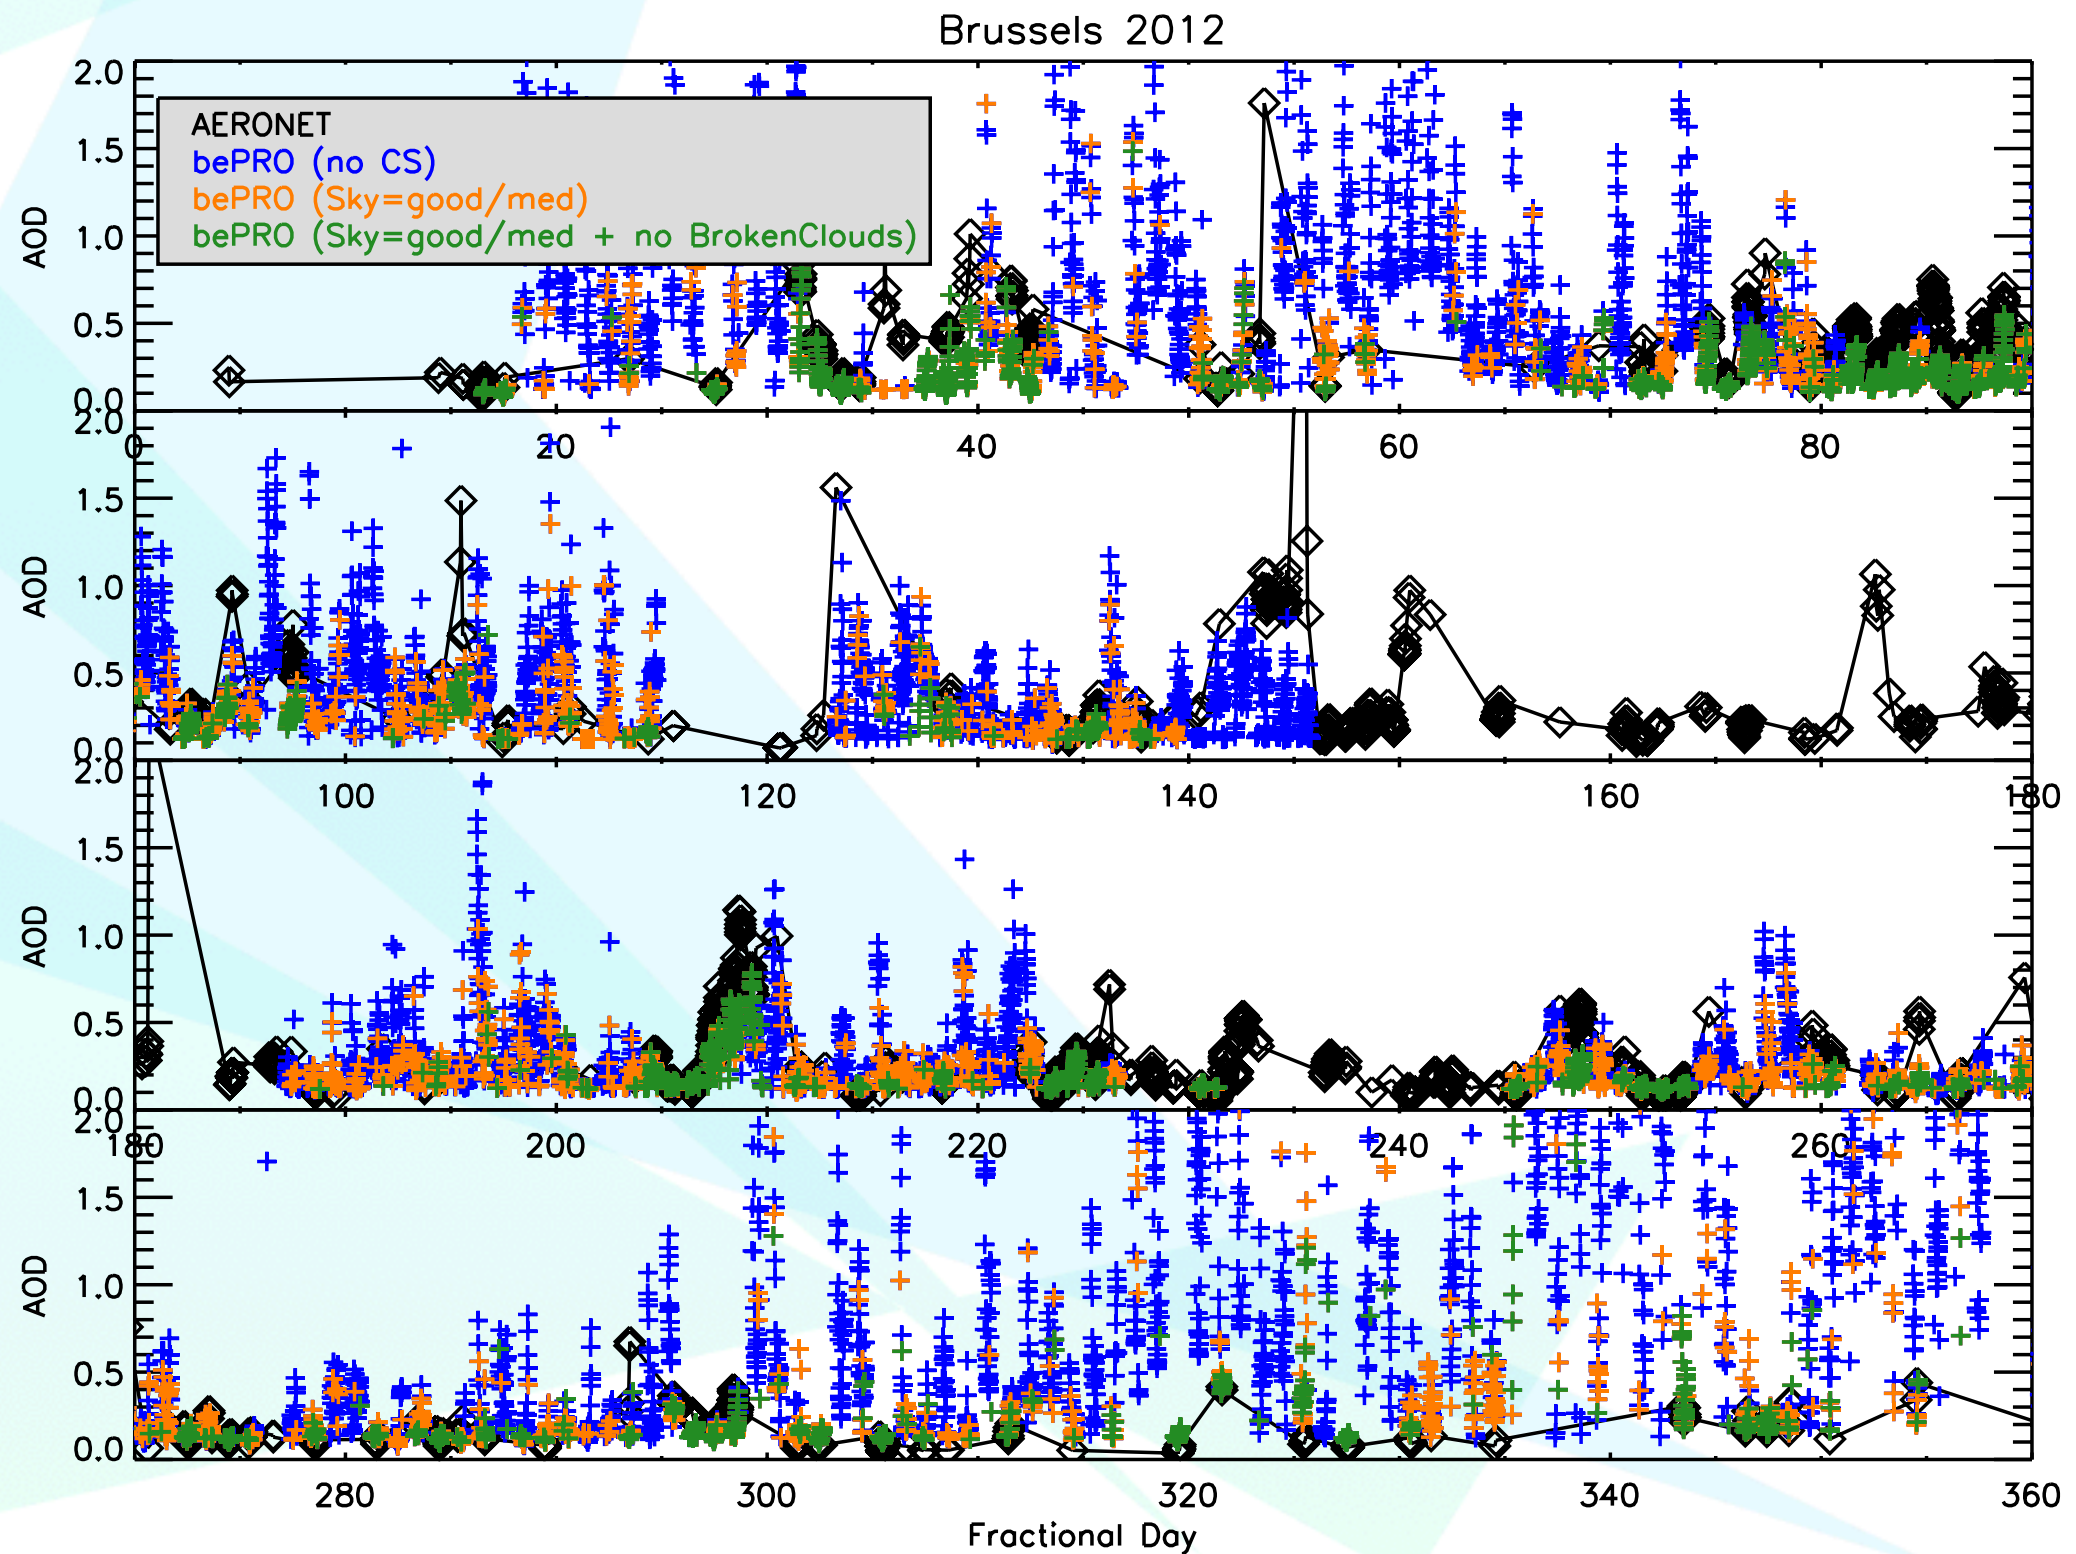 Brussels 2012
2.0
AERONET
1.5
bePRO (no CS)
bePRO (Sky=good/med)
bePRO (Sky=good/med + no BrokenClouds)
1.0
AOD
0.5
0.0
0 20 40 60 80
2.0
1.5
1.0
AOD
0.5
0.0
100 120 140 160 180
2.0
1.5
1.0
AOD
0.5
0.0
180 200 220 240 260
2.0
1.5
1.0
AOD
0.5
0.0
280 300 320 340 360
Fractional Day